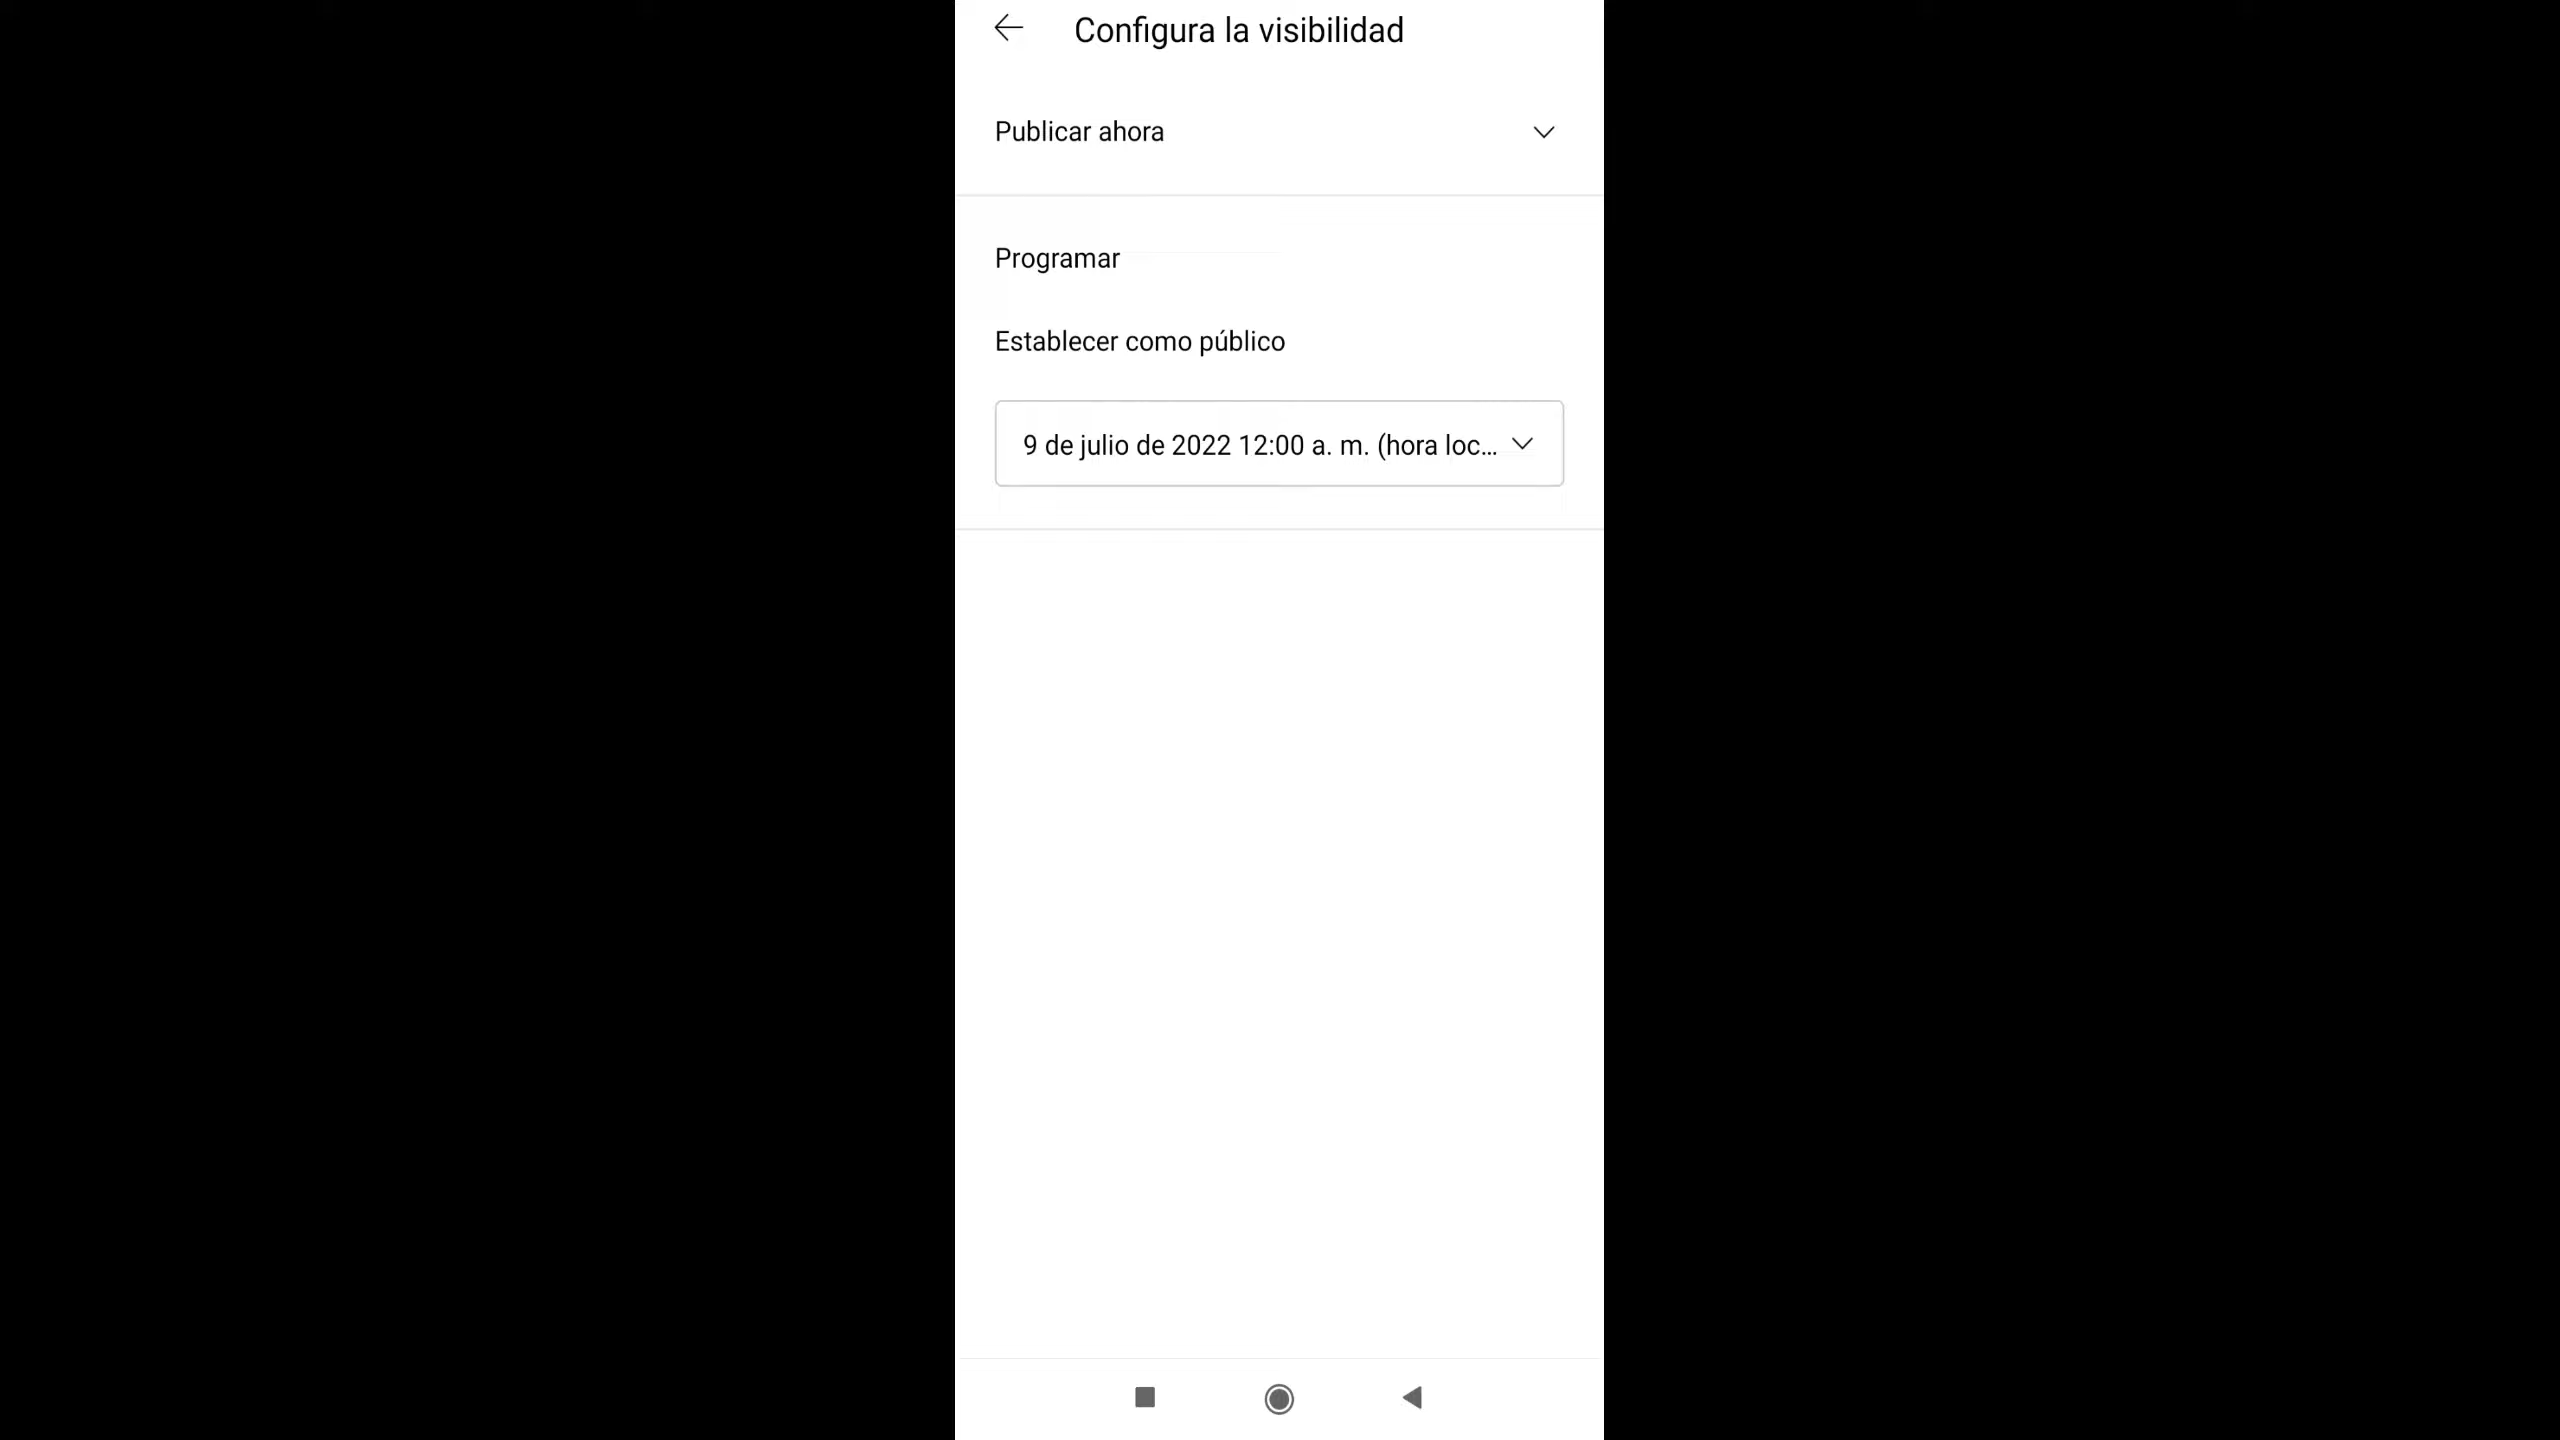 Configura la visibilidad
Publicar ahora
Programar
Establecer como público
9 de julio de 2022 12:00 a. m. (hora loc...